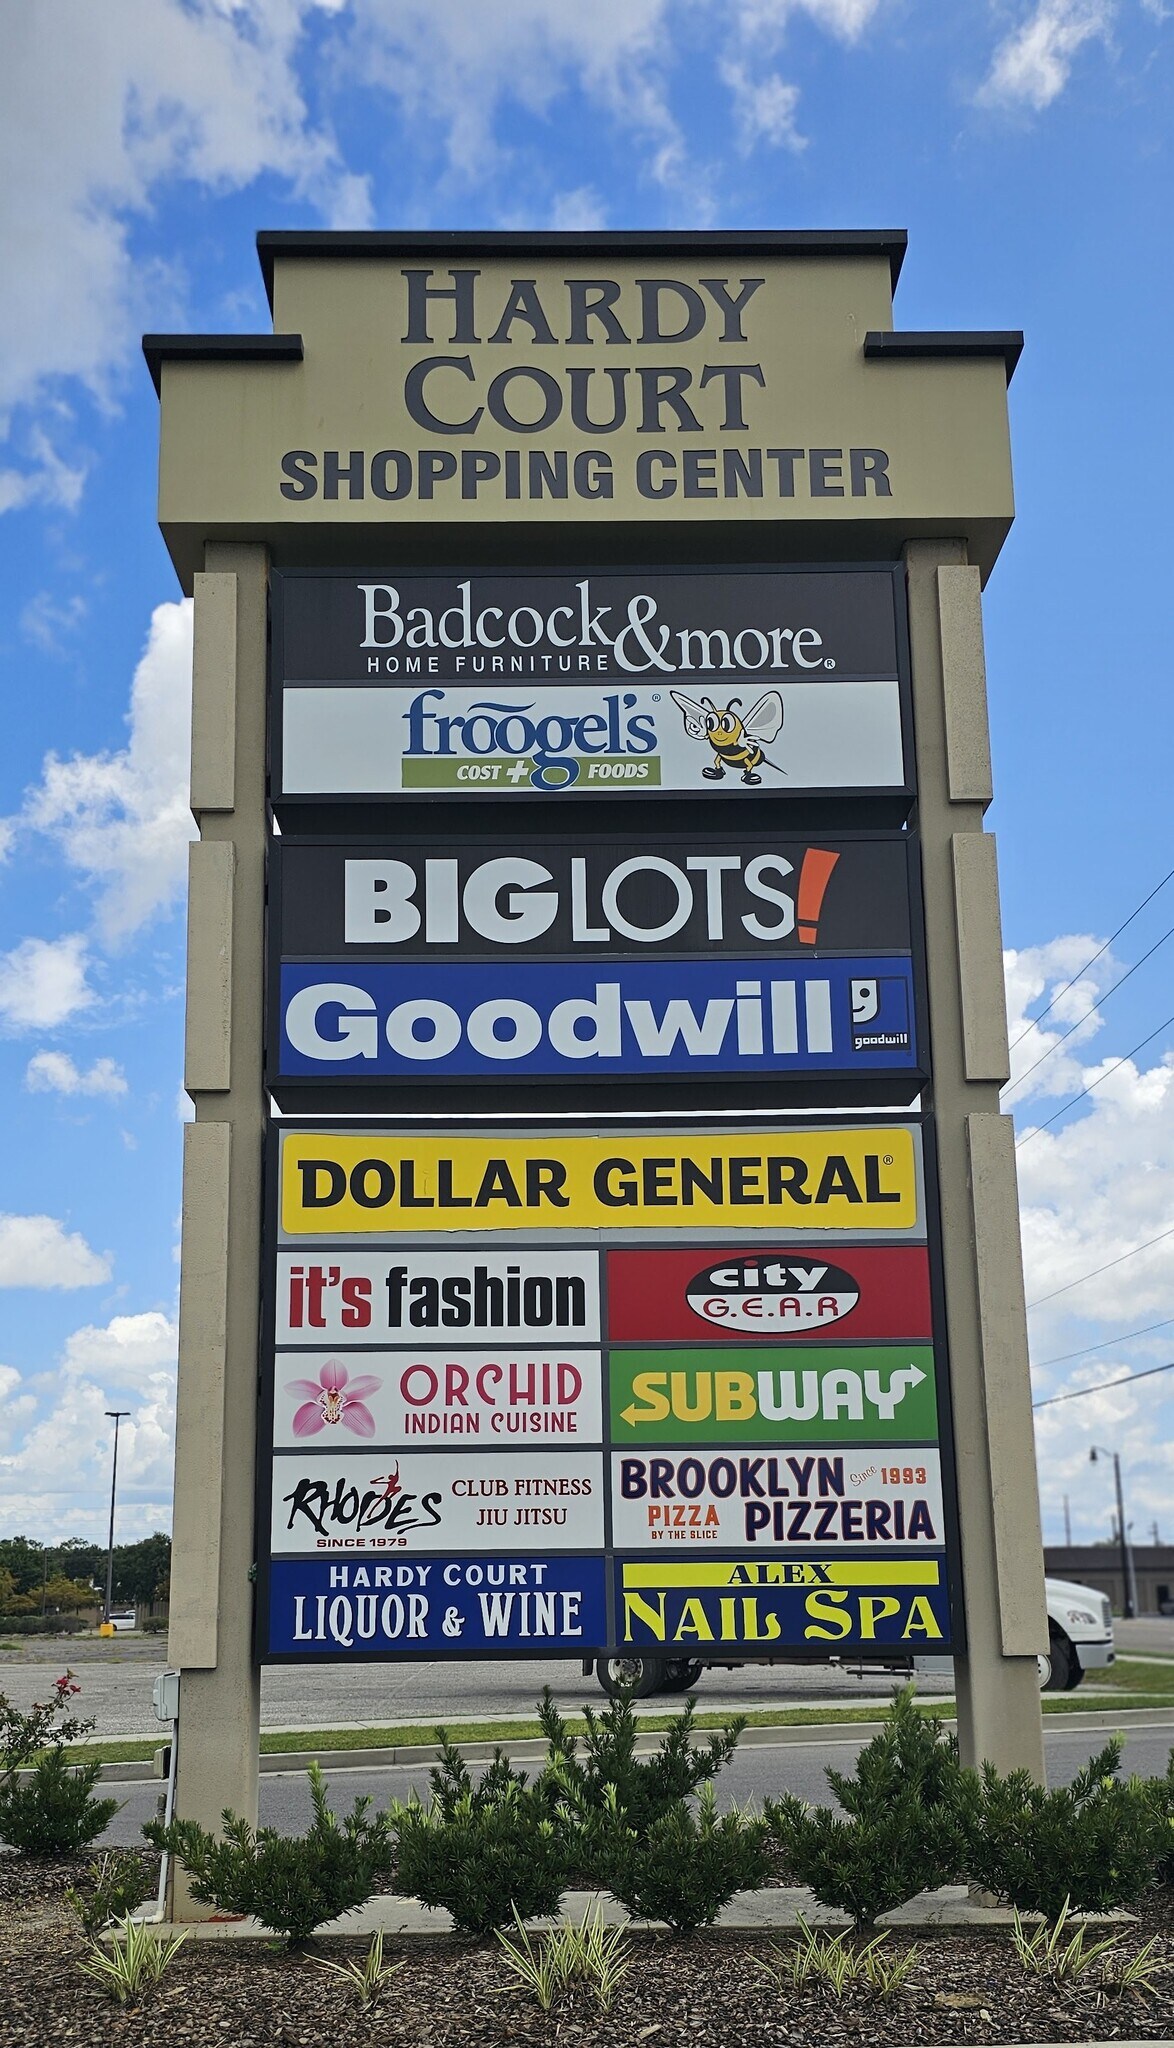 HARDY
COURT
SHOPPING CENTER
Badcock &more®
HOME FURNITURE
froogel's®
COST + FOODS
BIG LOTS!
Goodwill
goodwill
DOLLAR GENERAL®
it's fashion
city
G.E.A.R
ORCHID
INDIAN CUISINE
SUBWAY
RHODES
SINCE 1979
CLUB FITNESS
JIU JITSU
BROOKLYN Since 1993
PIZZA
BY THE SLICE
PIZZERIA
HARDY COURT
LIQUOR & WINE
ALEX
NAIL SPA